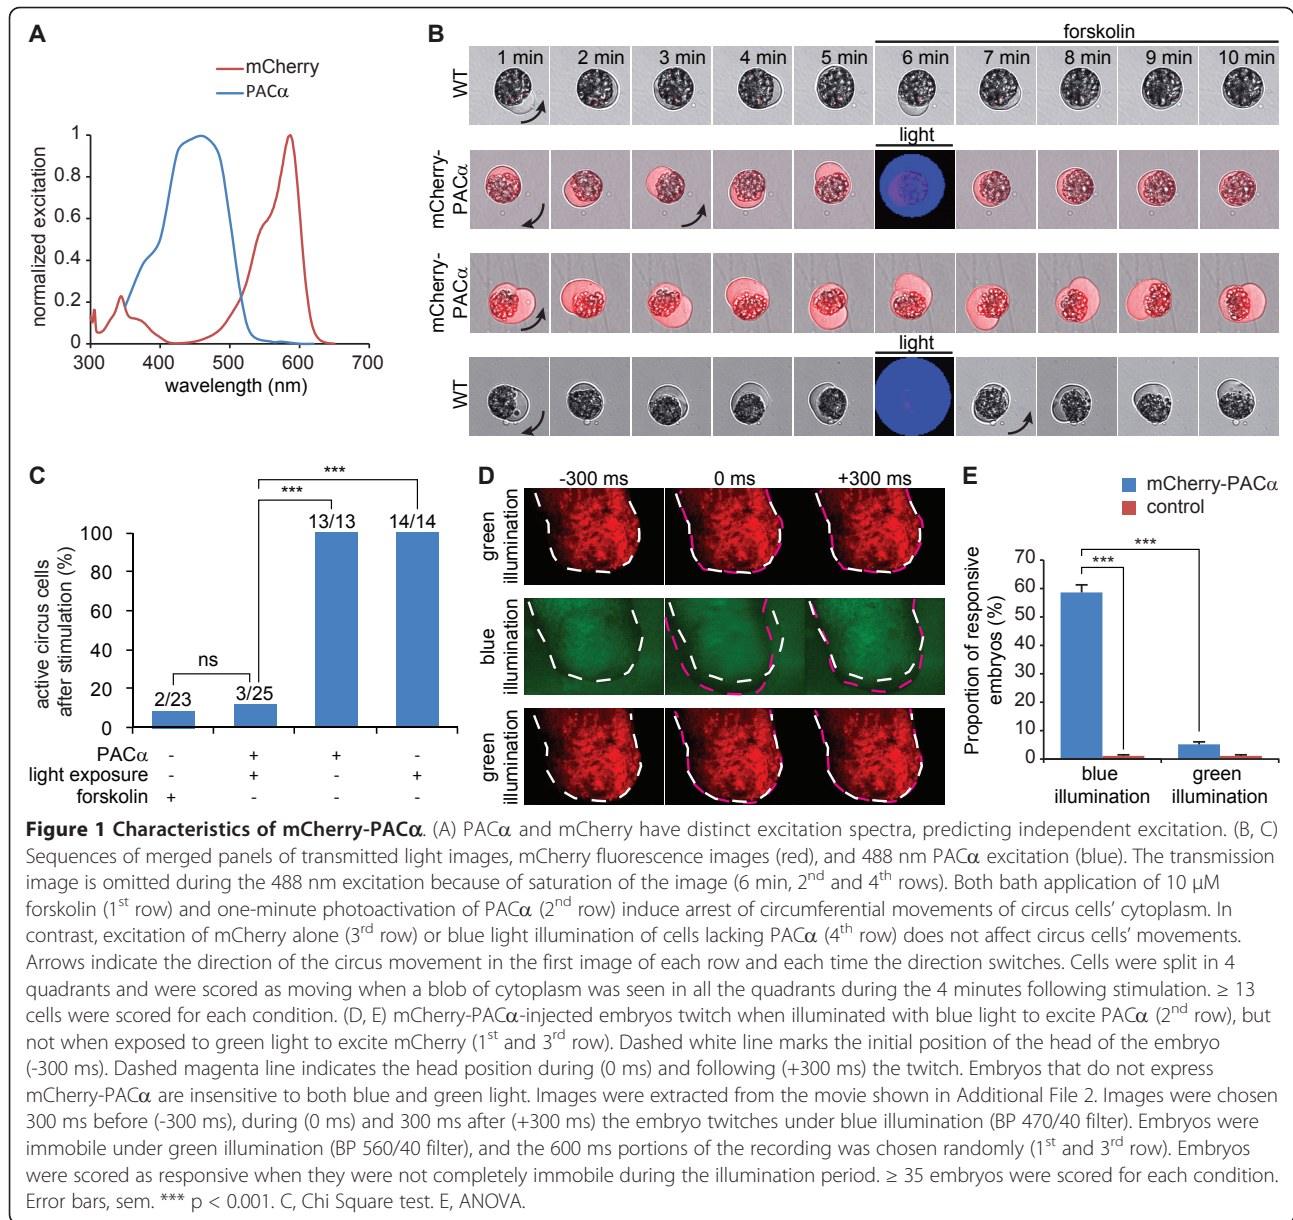 A
mCherry
PACα
normalized excitation
1
0.8
0.6
0.4
0.2
0
300 400 500 600 700
wavelength (nm)
B
forskolin
WT
1 min 2 min 3 min 4 min 5 min 6 min 7 min 8 min 9 min 10 min
light
mCherry-
PACα
mCherry-
PACα
light
WT
C
active circus cells
after stimulation (%)
100
80
60
40
20
0
***
***
ns
2/23 3/25 13/13 14/14
PACα - + + -
light exposure - + - +
forskolin + - - -
D
-300 ms 0 ms +300 ms
green
illumination
blue
illumination
green
illumination
E
mCherry-PACα
control
Proportion of responsive
embryos (%)
70
60
50
40
30
20
10
0
***
***
blue
illumination
green
illumination
Figure 1 Characteristics of mCherry-PACα. (A) PACα and mCherry have distinct excitation spectra, predicting independent excitation. (B, C)
Sequences of merged panels of transmitted light images, mCherry fluorescence images (red), and 488 nm PACα excitation (blue). The transmission
image is omitted during the 488 nm excitation because of saturation of the image (6 min, 2nd and 4th rows). Both bath application of 10 μM
forskolin (1st row) and one-minute photoactivation of PACα (2nd row) induce arrest of circumferential movements of circus cells' cytoplasm. In
contrast, excitation of mCherry alone (3rd row) or blue light illumination of cells lacking PACα (4th row) does not affect circus cells' movements.
Arrows indicate the direction of the circus movement in the first image of each row and each time the direction switches. Cells were split in 4
quadrants and were scored as moving when a blob of cytoplasm was seen in all the quadrants during the 4 minutes following stimulation. ≥ 13
cells were scored for each condition. (D, E) mCherry-PACα-injected embryos twitch when illuminated with blue light to excite PACα (2nd row), but
not when exposed to green light to excite mCherry (1st and 3rd row). Dashed white line marks the initial position of the head of the embryo
(-300 ms). Dashed magenta line indicates the head position during (0 ms) and following (+300 ms) the twitch. Embryos that do not express
mCherry-PACα are insensitive to both blue and green light. Images were extracted from the movie shown in Additional File 2. Images were chosen
300 ms before (-300 ms), during (0 ms) and 300 ms after (+300 ms) the embryo twitches under blue illumination (BP 470/40 filter). Embryos were
immobile under green illumination (BP 560/40 filter), and the 600 ms portions of the recording was chosen randomly (1st and 3rd row). Embryos
were scored as responsive when they were not completely immobile during the illumination period. ≥ 35 embryos were scored for each condition.
Error bars, sem. *** p < 0.001. C, Chi Square test. E, ANOVA.